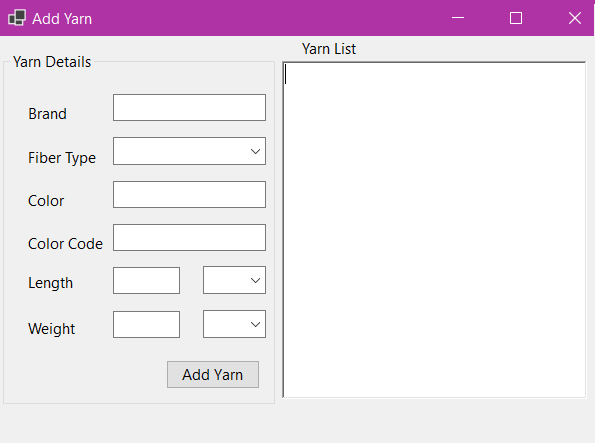 Add Yarn
Yarn List
Yarn Details
Brand
Fiber Type
Color
Color Code
Length
Weight
Add Yarn